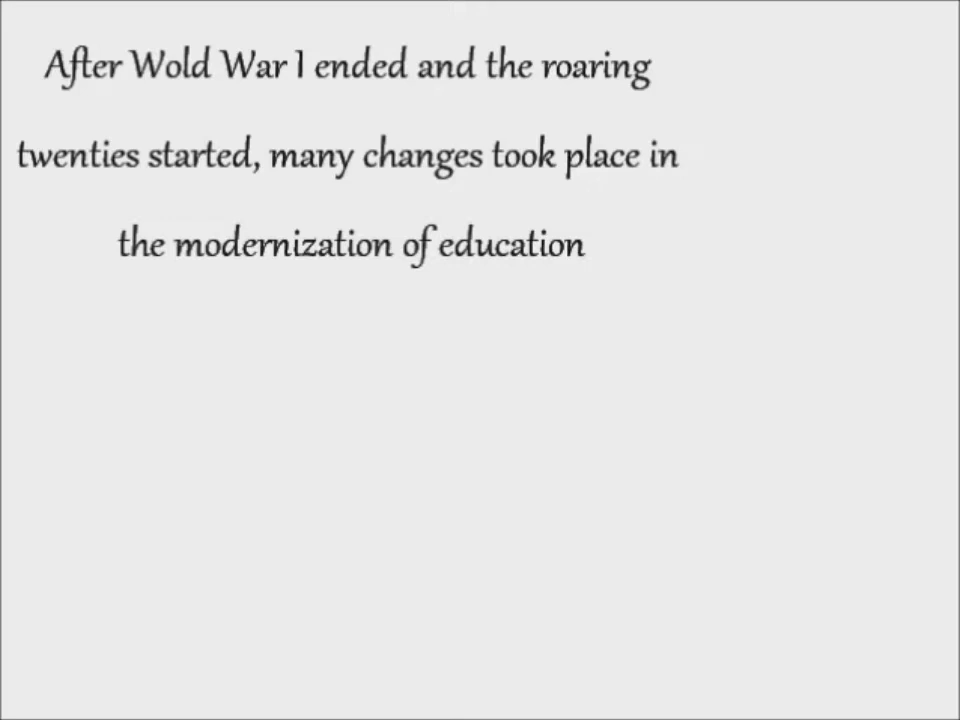 After Wold War I ended and the roaring
twenties started, many changes took place in
the modernization of education